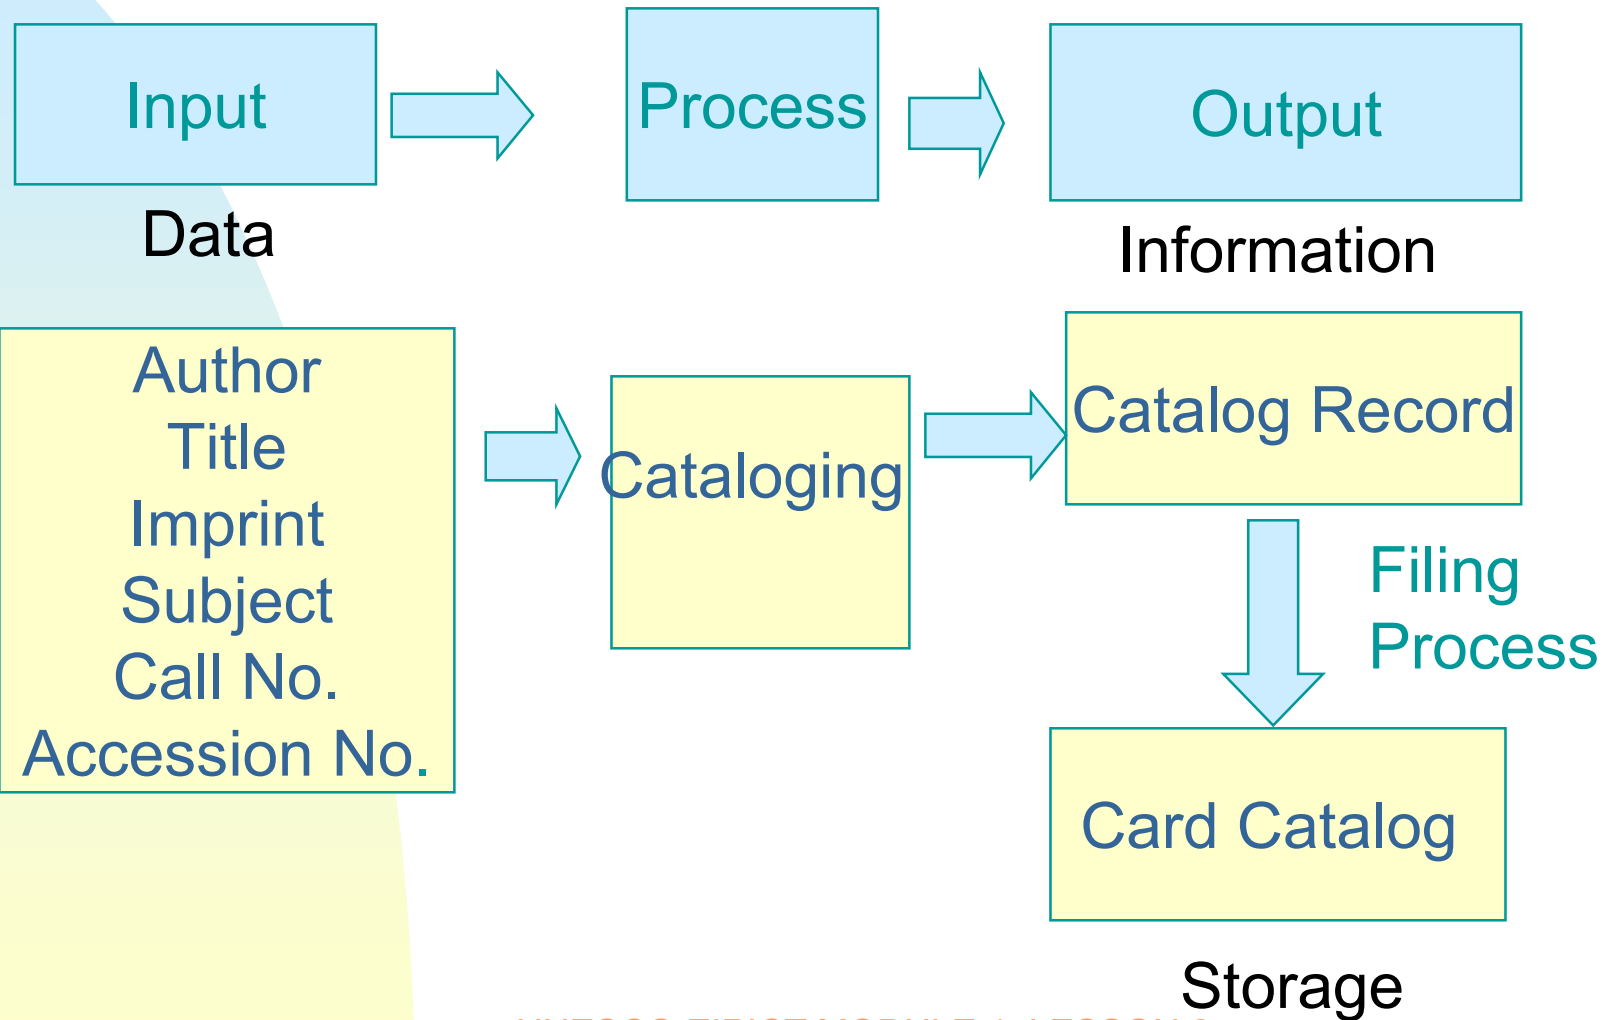 Input
Process
Output
Data
Information
Author
Title
Imprint
Subject
Call No.
Accession No.
Cataloging
Catalog Record
Filing
Process
Card Catalog
Storage